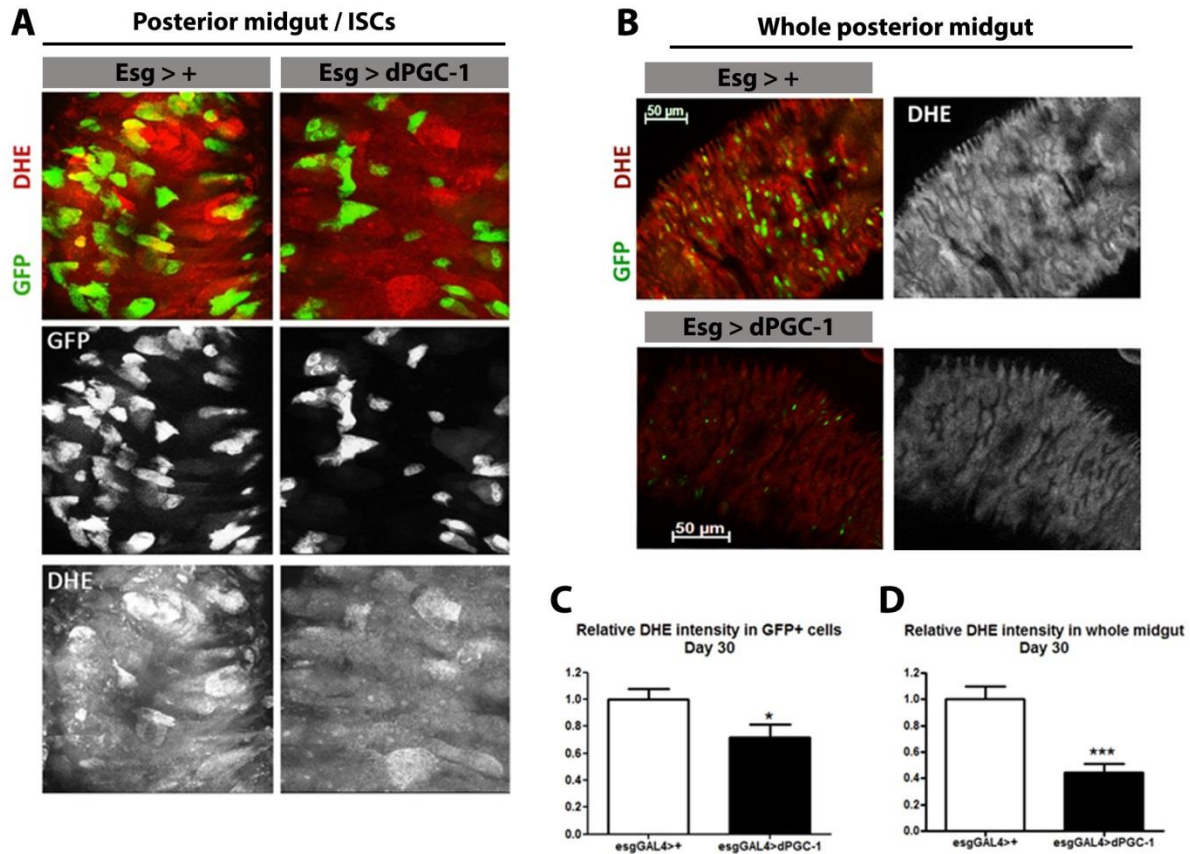 A
Posterior midgut / ISCs
Esg > +
Esg > dPGC-1
GFP DHE
GFP
DHE
B
Whole posterior midgut
Esg > +
50 µm
DHE
GFP DHE
Esg > dPGC-1
50 µm
C
Relative DHE intensity in GFP+ cells
Day 30
1.2
1.0
0.8
0.6
0.4
0.2
0.0
*
esgGAL4>+
esgGAL4>dPGC-1
D
Relative DHE intensity in whole midgut
Day 30
1.2
1.0
0.8
0.6
0.4
0.2
0.0
***
esgGAL4>+
esgGAL4>dPGC-1